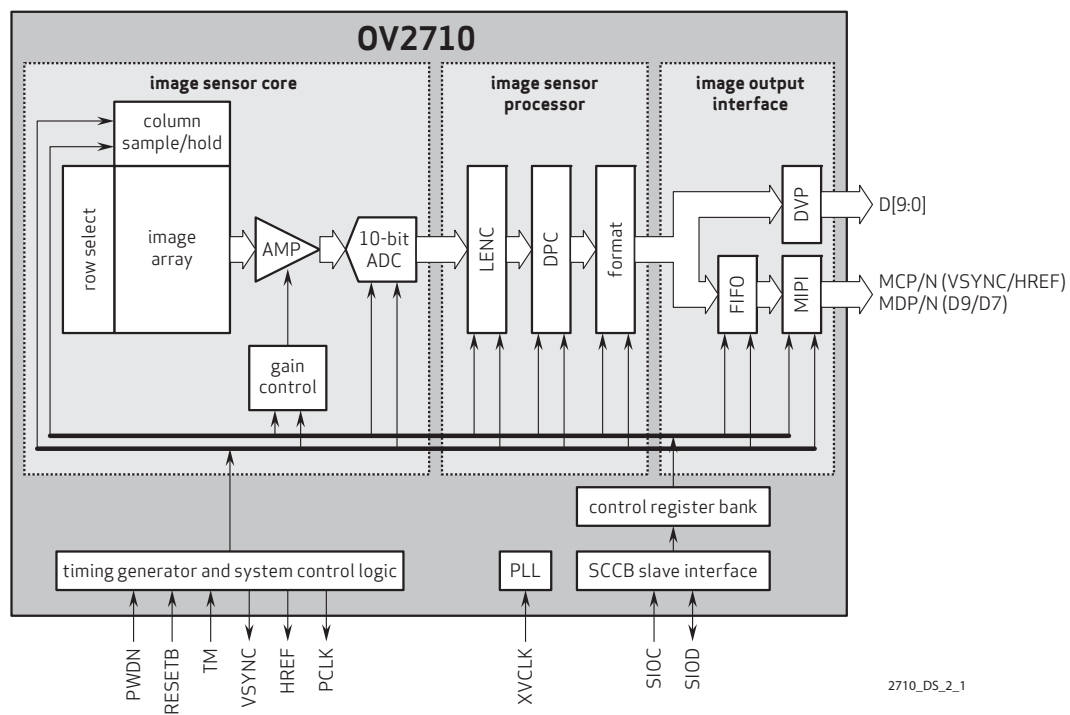 OV2710
image sensor core
image sensor
processor
image output
interface
column
sample/hold
row select
image
array
AMP
10-bit
ADC
gain
control
LENC
DPC
format
DVP
FIFO
MIPI
D[9:0]
MCP/N (VSYNC/HREF)
MDP/N (D9/D7)
control register bank
timing generator and system control logic
PLL
SCCB slave interface
PWDN
RESETB
TM
VSYNC
HREF
PCLK
XVCLK
SIOC
SIOD
2710_DS_2_1